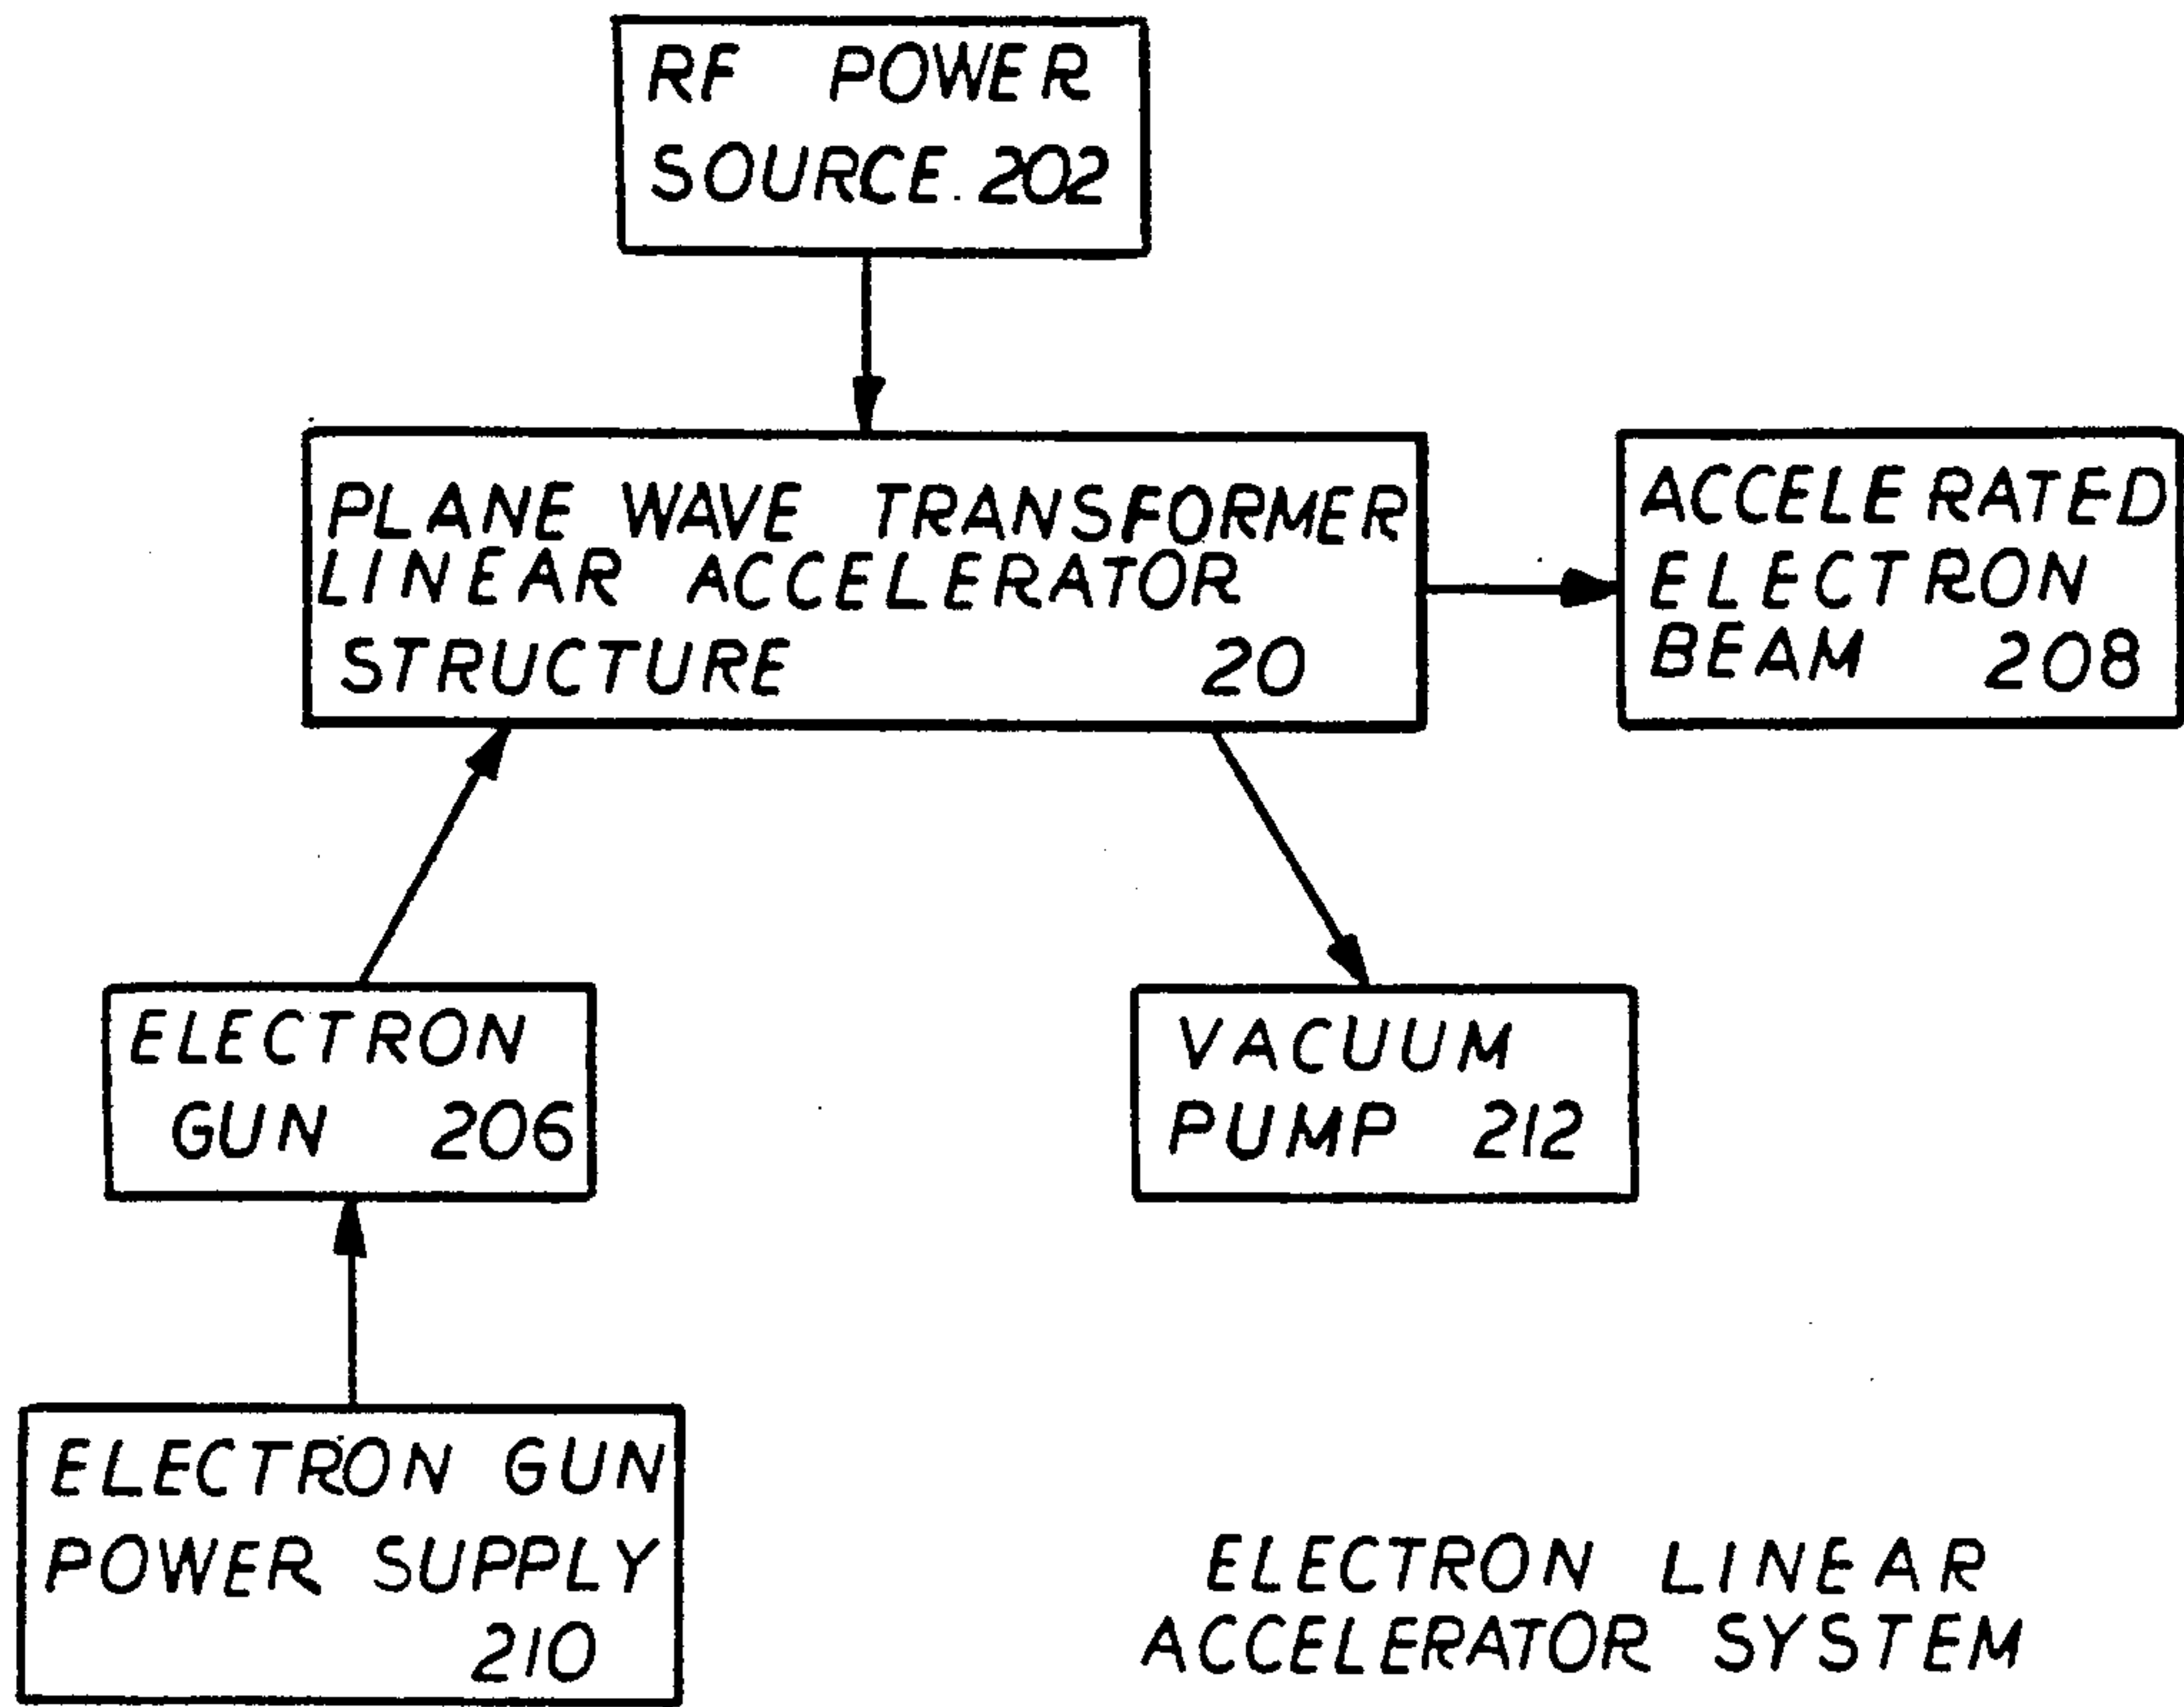 RF POWER
SOURCE. 202
PLANE WAVE TRANSFORMER
LINEAR ACCELERATOR
STRUCTURE 20
ACCELERATED
ELECTRON
BEAM 208
ELECTRON
GUN 206
VACUUM
PUMP 212
ELECTRON GUN
POWER SUPPLY
210
ELECTRON LINEAR
ACCELERATOR SYSTEM